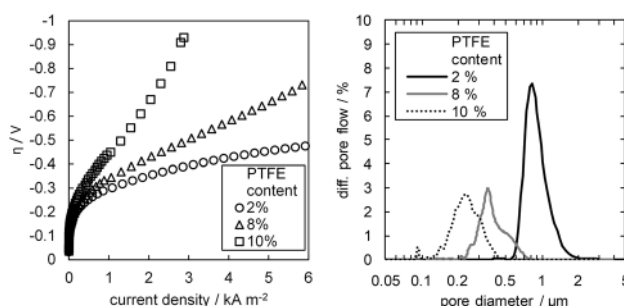 -1
-0.9
-0.8
-0.7
-0.6
-0.5
-0.4
-0.3
-0.2
-0.1
0
η / V
0 1 2 3 4 5 6
current density / kA m-2
PTFE
content
2%
8%
10%
10
9
8
7
6
5
4
3
2
1
0
diff. pore flow / %
0.05 0.1 0.2 0.5 1 2 5
pore diameter / µm
PTFE
content
2 %
8 %
10 %